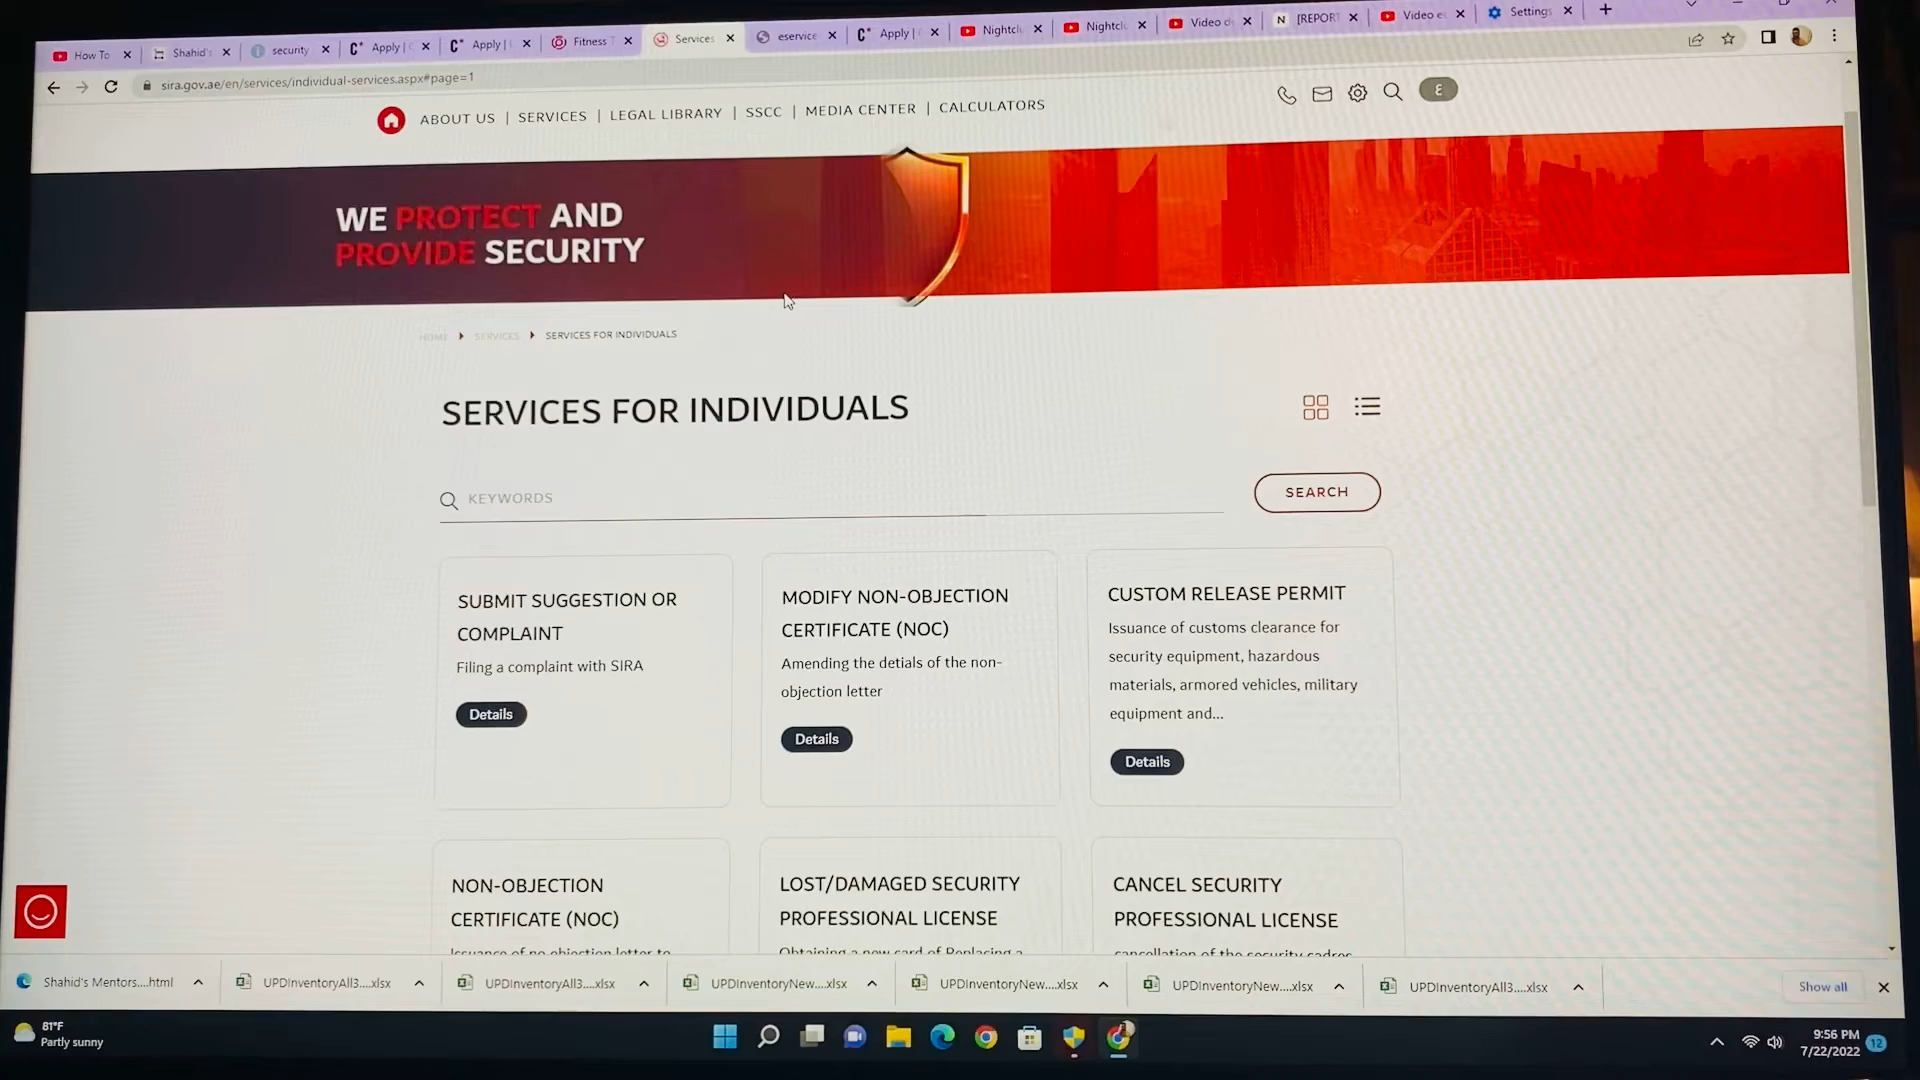 How To
Shahid's
security
Apply |
Apply |
Fitness
Services
eservice
Apply |
Nightcl
Nightcl
Video
[REPORT
Video
Settings
sira.gov.ae/en/services/individual-services.aspx#page=1
ABOUT US | SERVICES | LEGAL LIBRARY | SSCC | MEDIA CENTER | CALCULATORS
ع
WE PROTECT AND
PROVIDE SECURITY
HOME
SERVICES
SERVICES FOR INDIVIDUALS
SERVICES FOR INDIVIDUALS
KEYWORDS
SEARCH
SUBMIT SUGGESTION OR
COMPLAINT
Filing a complaint with SIRA
Details
MODIFY NON-OBJECTION
CERTIFICATE (NOC)
Amending the detials of the non-
objection letter
Details
CUSTOM RELEASE PERMIT
Issuance of customs clearance for
security equipment, hazardous
materials, armored vehicles, military
equipment and...
Details
NON-OBJECTION
CERTIFICATE (NOC)
Issuance of no objection letter to
LOST/DAMAGED SECURITY
PROFESSIONAL LICENSE
Obtaining a new card of Replacing a
CANCEL SECURITY
PROFESSIONAL LICENSE
cancellation of the security cadres
Shahid's Mentors....html
UPDInventoryAll3....xlsx
UPDInventoryAll3....xlsx
UPDInventoryNew....xlsx
UPDInventoryNew....xlsx
UPDInventoryNew....xlsx
UPDInventoryAll3....xlsx
Show all
81°F
Partly sunny
9:56 PM
7/22/2022
12